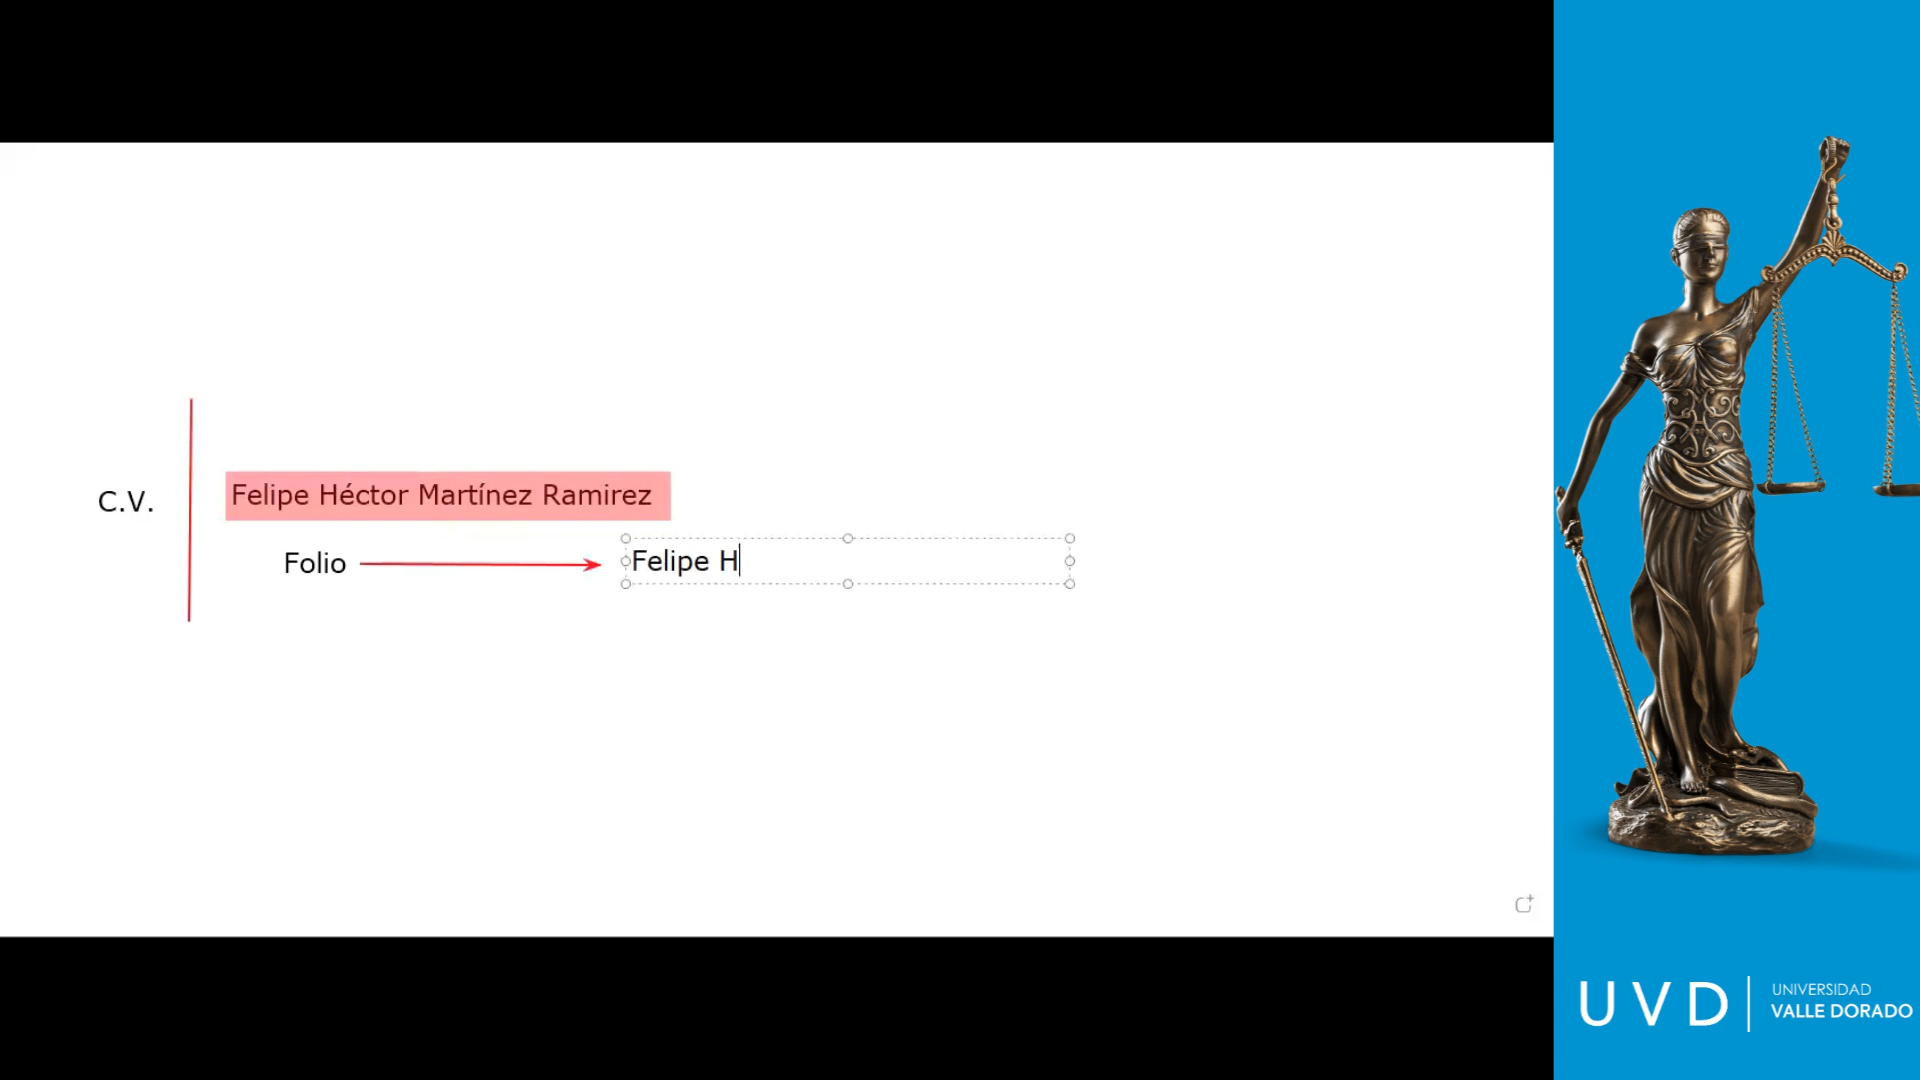 C.V.
Felipe Héctor Martínez Ramirez
Folio
Felipe H
UVD
UNIVERSIDAD
VALLE DORADO